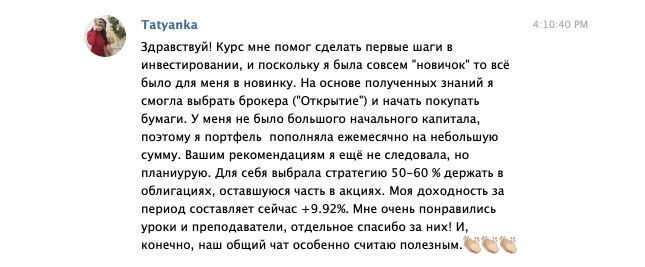 Tatyanka
4:10:40 PM
Здравствуй! Курс мне помог сделать первые шаги в
инвестировании, и поскольку я была совсем "новичок" то всё
было для меня в новинку. На основе полученных знаний я
смогла выбрать брокера ("Открытие") и начать покупать
бумаги. У меня не было большого начального капитала,
поэтому я портфель  пополняла ежемесячно на небольшую
сумму. Вашим рекомендациям я ещё не следовала, но
планиурую. Для себя выбрала стратегию 50-60 % держать в
облигациях, оставшуюся часть в акциях. Моя доходность за
период составляет сейчас +9.92%. Мне очень понравились
уроки и преподаватели, отдельное спасибо за них! И,
конечно, наш общий чат особенно считаю полезным.👏🏼👏🏼👏🏼